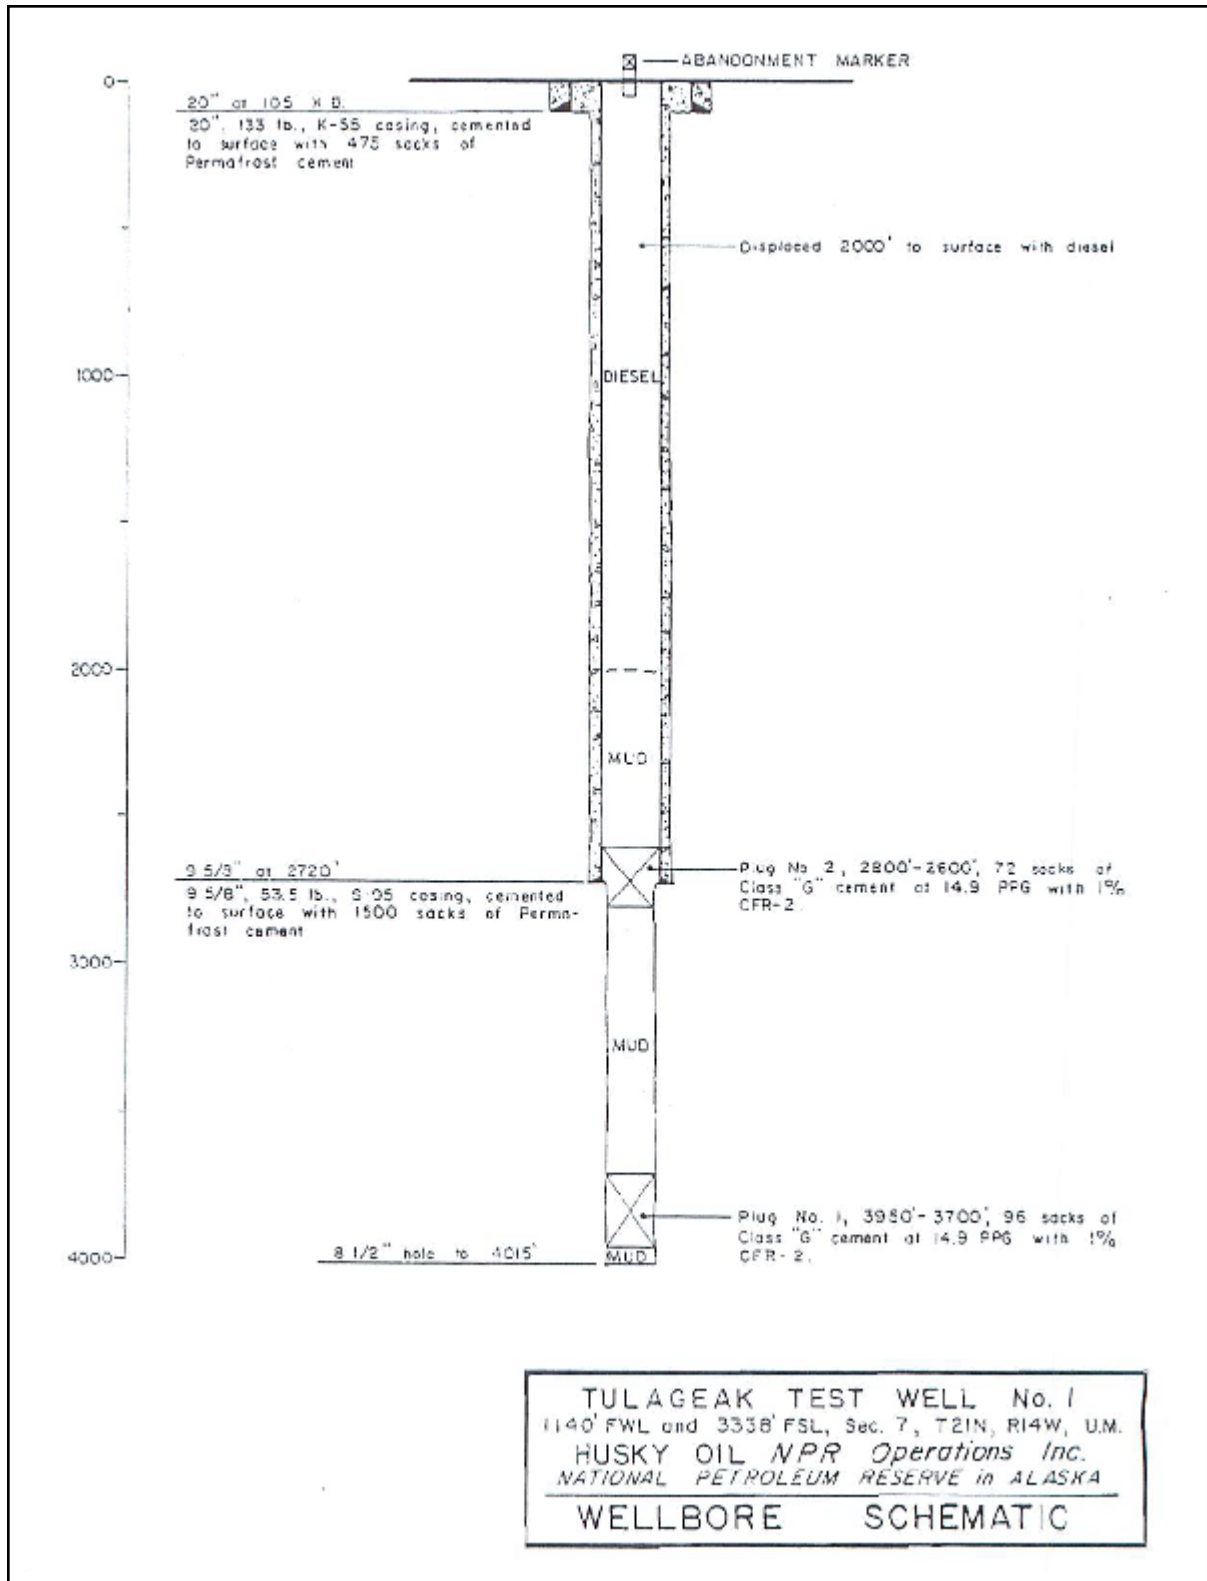 ABANDONMENT MARKER
0
20" at 105' K.B.
20", 133 lb., K-55 casing, cemented
to surface with 475 sacks of
Permafrost cement
Displaced 2000' to surface with diesel
1000
DIESEL
2000
MUD
9 5/8" at 2720'
9 5/8", 53.5 lb., S-95 casing, cemented
to surface with 1500 sacks of Perma-
frost cement
Plug No. 2, 2800'-2600', 72 sacks of
Class "G" cement at 14.9 PPG with 1%
CFR-2.
3000
MUD
Plug No. 1, 3950'-3700', 96 sacks of
Class "G" cement at 14.9 PPG with 1%
CFR-2.
4000
8 1/2" hole to 4015'
MUD
TULAGEAK TEST WELL No. 1
1140' FWL and 3338' FSL, Sec. 7, T21N, R14W, U.M.
HUSKY OIL NPR Operations Inc.
NATIONAL PETROLEUM RESERVE in ALASKA
WELLBORE SCHEMATIC